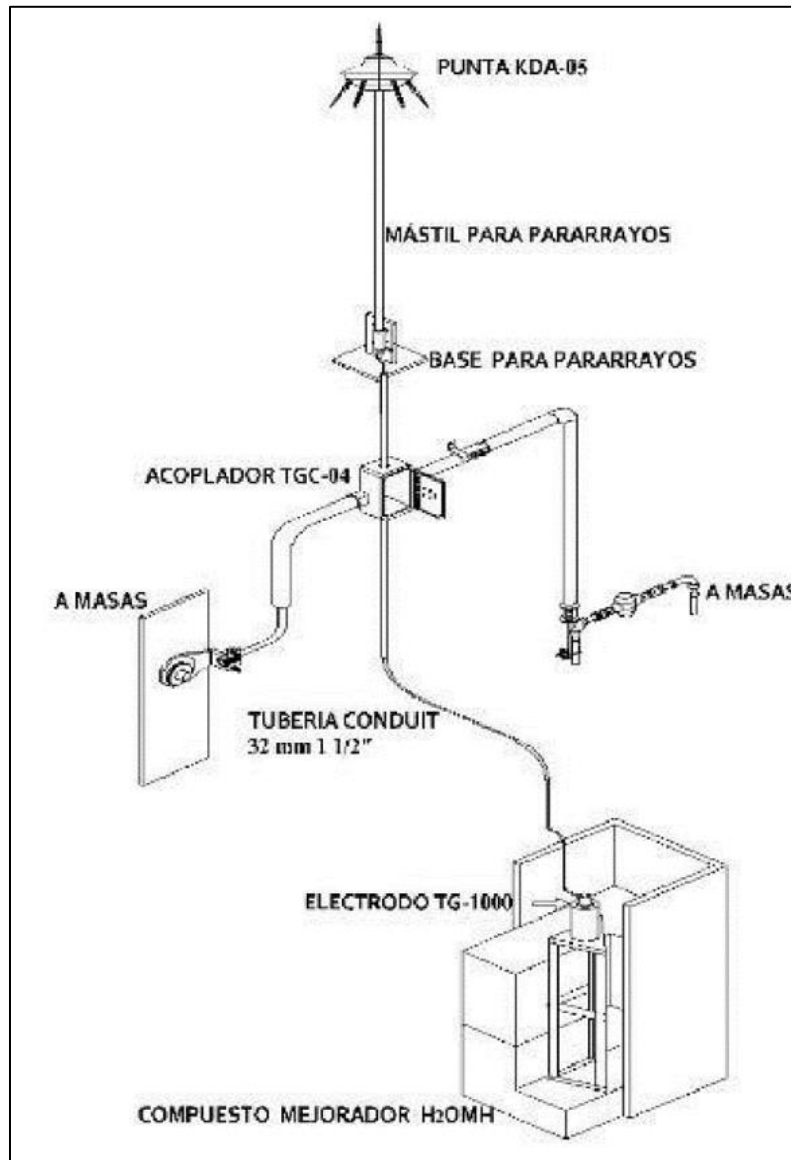 PUNTA KDA-05
MÁSTIL PARA PARARRAYOS
BASE PARA PARARRAYOS
ACOPLADOR TGC-04
A MASAS
A MASAS
TUBERIA CONDUIT
32 mm 1 1/2"
ELECTRODO TG-1000
COMPUESTO MEJORADOR H2OMH